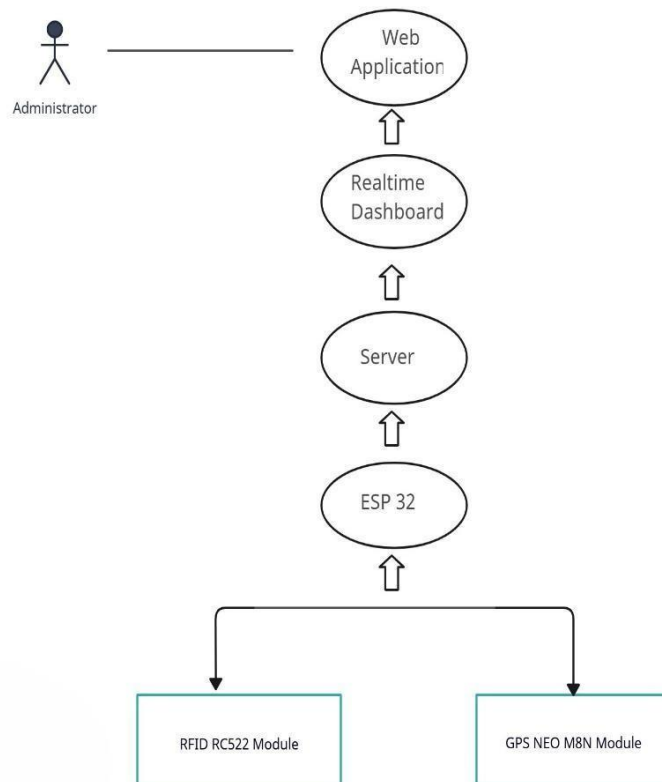 Web
Application
Administrator
Realtime
Dashboard
Server
ESP 32
RFID RC522 Module
GPS NEO M8N Module